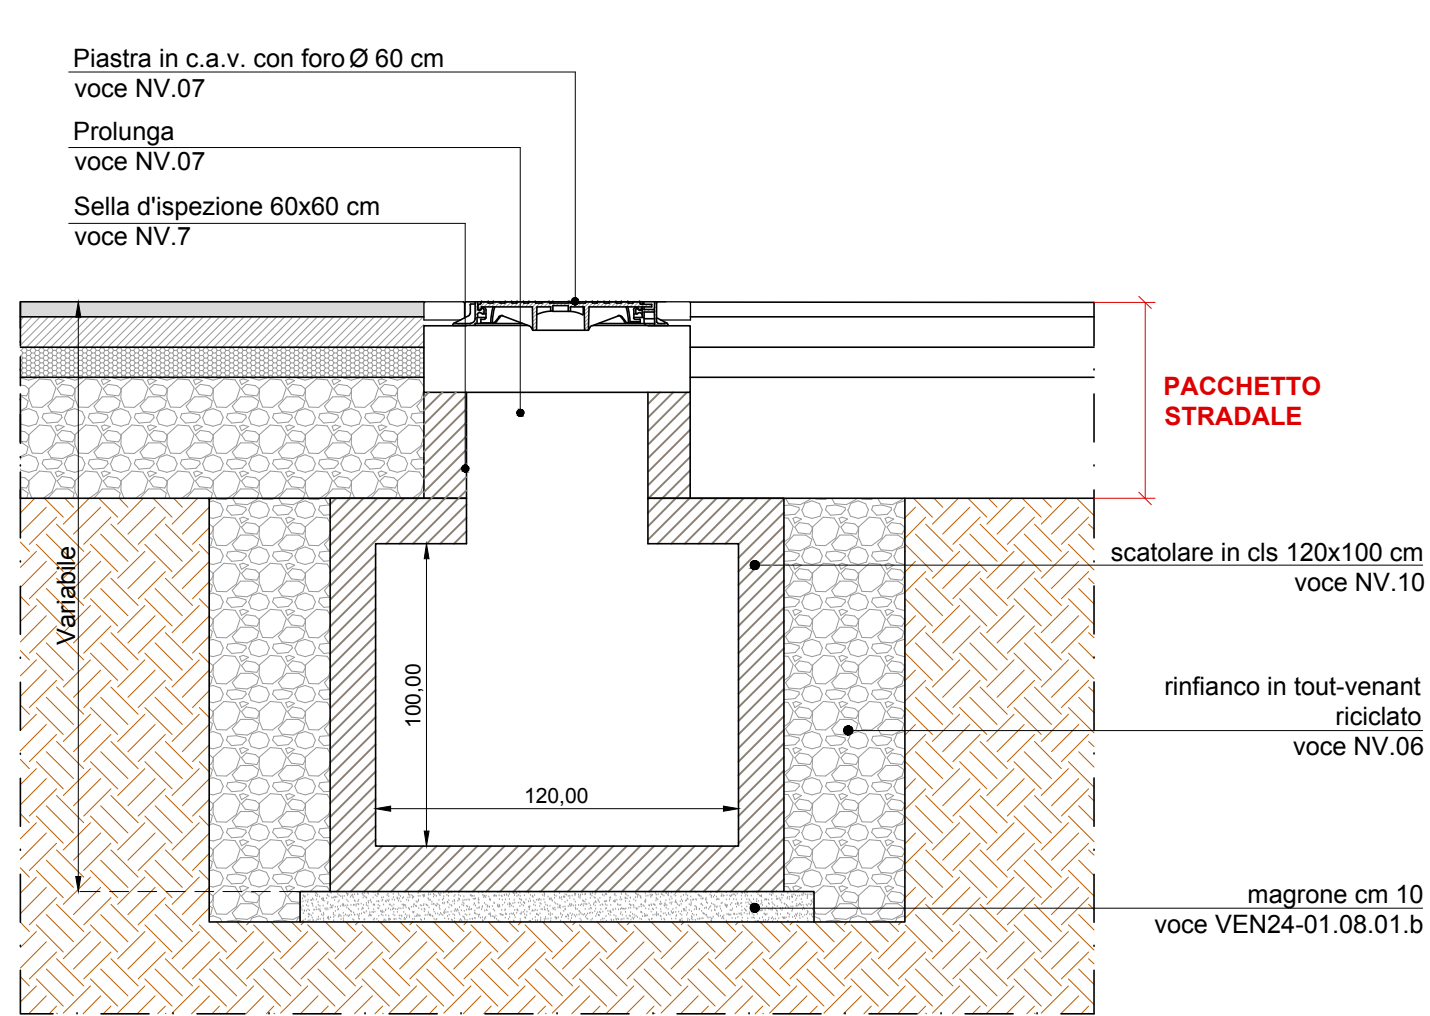 Piastra in c.a.v. con foro Ø 60 cm
voce NV.07
Prolunga
voce NV.07
Sella d'ispezione 60x60 cm
voce NV.7
PACCHETTO
STRADALE
scatolare in cls 120x100 cm
voce NV.10
Variabile
100,00
rinfianco in tout-venant
riciclato
voce NV.06
120,00
magrone cm 10
voce VEN24-01.08.01.b